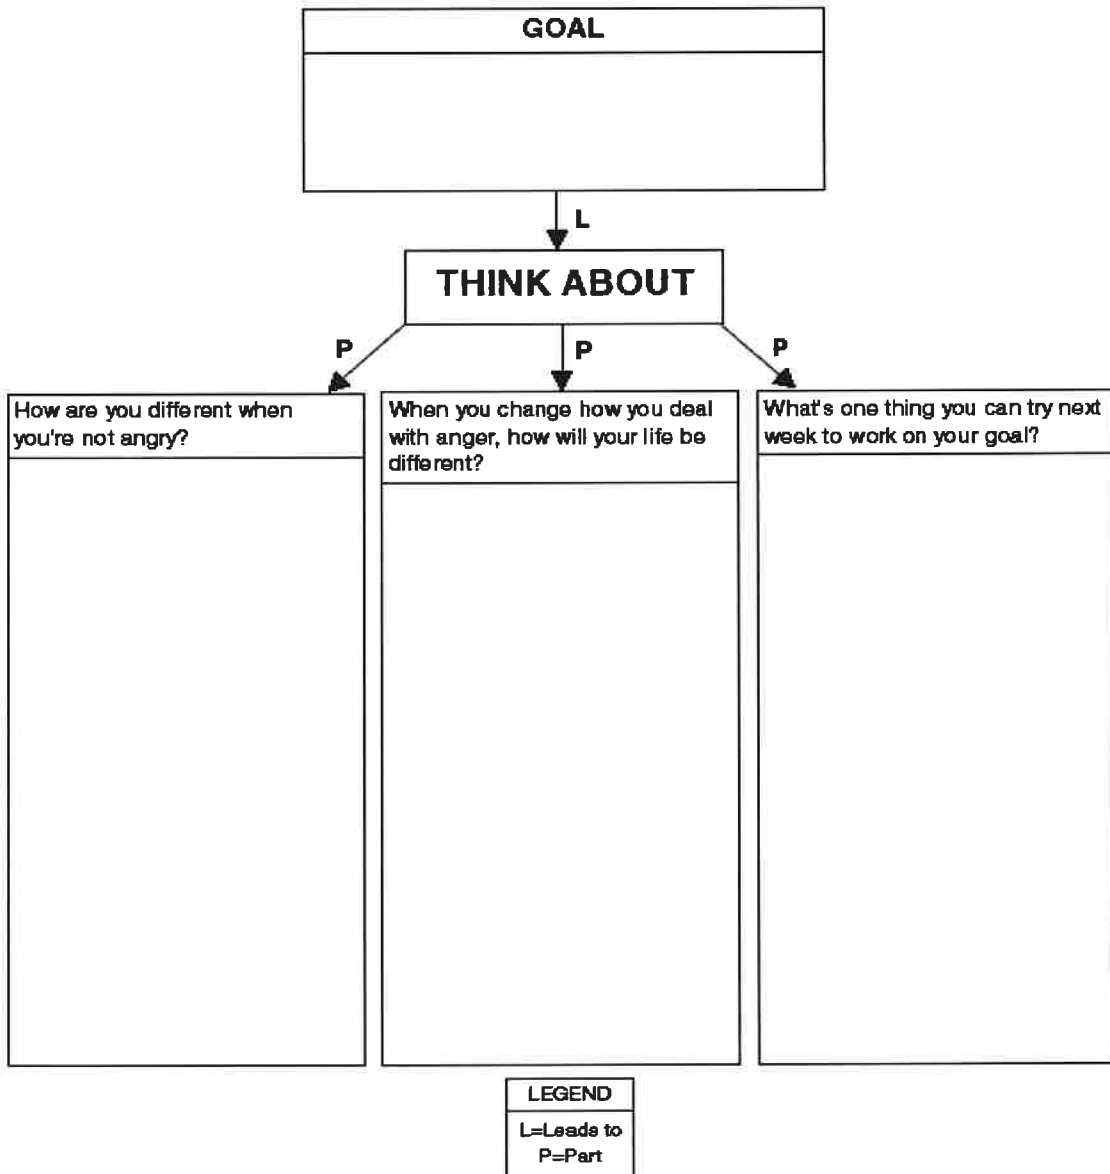 GOAL
L
THINK ABOUT
P
P
P
How are you different when
you're not angry?
When you change how you deal
with anger, how will your life be
different?
What's one thing you can try next
week to work on your goal?
LEGEND
L=Leads to
P=Part